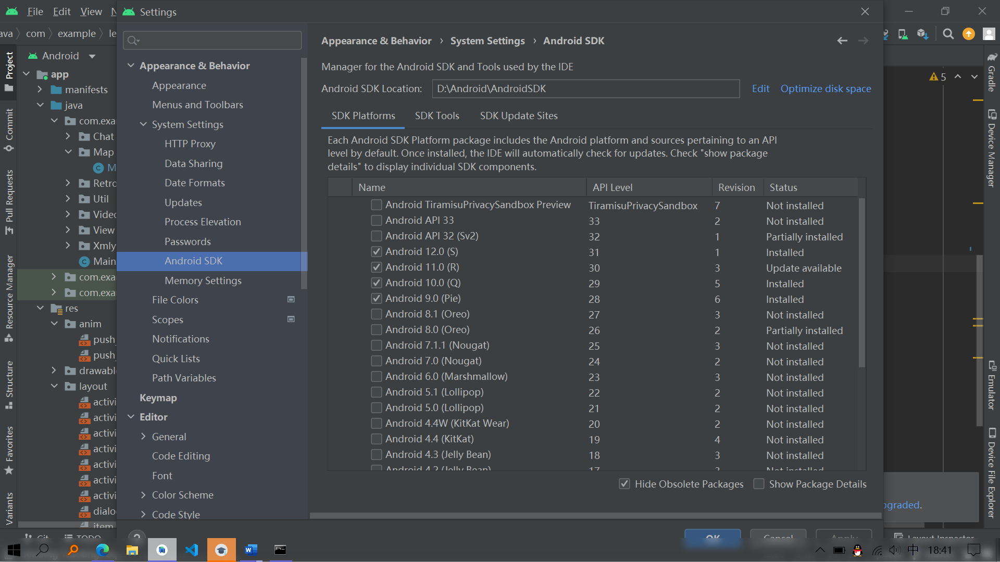 File Edit View
Settings
ava com example le
Appearance & Behavior › System Settings › Android SDK
Android
Project
app
manifests
java
com.exa
Chat
Map
M
Retro
Util
Video
View
Xmly
Main
com.exa
com.exa
res
anim
push_
push_
drawable
layout
activi
activi
activi
activi
activi
activi
activi
dialo
item
Commit
Pull Requests
Resource Manager
Structure
Favorites
Variants
Appearance & Behavior
Appearance
Menus and Toolbars
System Settings
HTTP Proxy
Data Sharing
Date Formats
Updates
Process Elevation
Passwords
Android SDK
Memory Settings
File Colors
Scopes
Notifications
Quick Lists
Path Variables
Keymap
Editor
General
Code Editing
Font
Color Scheme
Code Style
Manager for the Android SDK and Tools used by the IDE
Android SDK Location: D:\Android\AndroidSDK Edit Optimize disk space
SDK Platforms SDK Tools SDK Update Sites
Each Android SDK Platform package includes the Android platform and sources pertaining to an API
level by default. Once installed, the IDE will automatically check for updates. Check "show package
details" to display individual SDK components.
Name API Level Revision Status
Android TiramisuPrivacySandbox Preview TiramisuPrivacySandbox 7 Not installed
Android API 33 33 2 Not installed
Android API 32 (Sv2) 32 1 Partially installed
Android 12.0 (S) 31 1 Installed
Android 11.0 (R) 30 3 Update available
Android 10.0 (Q) 29 5 Installed
Android 9.0 (Pie) 28 6 Installed
Android 8.1 (Oreo) 27 3 Not installed
Android 8.0 (Oreo) 26 2 Partially installed
Android 7.1.1 (Nougat) 25 3 Not installed
Android 7.0 (Nougat) 24 2 Not installed
Android 6.0 (Marshmallow) 23 3 Not installed
Android 5.1 (Lollipop) 22 2 Not installed
Android 5.0 (Lollipop) 21 2 Not installed
Android 4.4W (KitKat Wear) 20 2 Not installed
Android 4.4 (KitKat) 19 4 Not installed
Android 4.3 (Jelly Bean) 18 3 Not installed
Android 4.2 (Jelly Bean) 17 3 Not installed
Hide Obsolete Packages Show Package Details
5
Gradle
Device Manager
Emulator
Device File Explorer
pgraded.
Git TODO
?
OK Cancel Apply
Layout Inspector
中 18:41